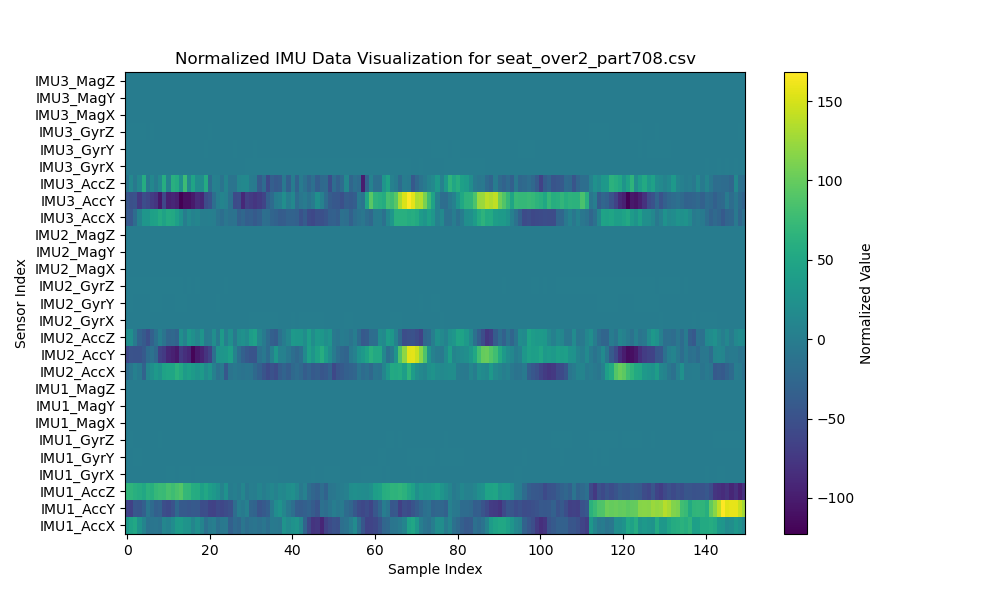 Normalized IMU Data Visualization for seat_over2_part708.csv
IMU3_MagZ
IMU3_MagY
IMU3_MagX
IMU3_GyrZ
IMU3_GyrY
IMU3_GyrX
IMU3_AccZ
IMU3_AccY
IMU3_AccX
IMU2_MagZ
IMU2_MagY
IMU2_MagX
IMU2_GyrZ
IMU2_GyrY
IMU2_GyrX
IMU2_AccZ
IMU2_AccY
IMU2_AccX
IMU1_MagZ
IMU1_MagY
IMU1_MagX
IMU1_GyrZ
IMU1_GyrY
IMU1_GyrX
IMU1_AccZ
IMU1_AccY
IMU1_AccX
Sensor Index
0 20 40 60 80 100 120 140
Sample Index
150
100
50
0
−50
−100
Normalized Value